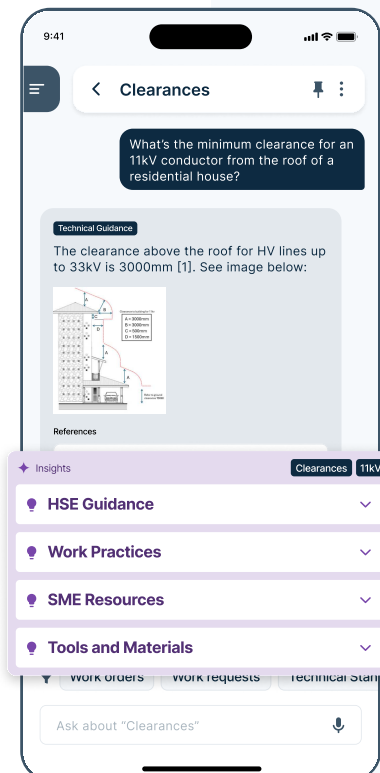 9:41
Clearances
What's the minimum clearance for an
11kV conductor from the roof of a
residential house?
Technical Guidance
The clearance above the roof for HV lines up
to 33kV is 3000mm [1]. See image below:
A
B
C
D
A = 3000mm
B = 3000mm
C = 500mm
D = 1500mm
A
A
References
Insights
Clearances
11kV
HSE Guidance
Work Practices
SME Resources
Tools and Materials
Work orders
Work requests
Technical Stan
Ask about "Clearances"